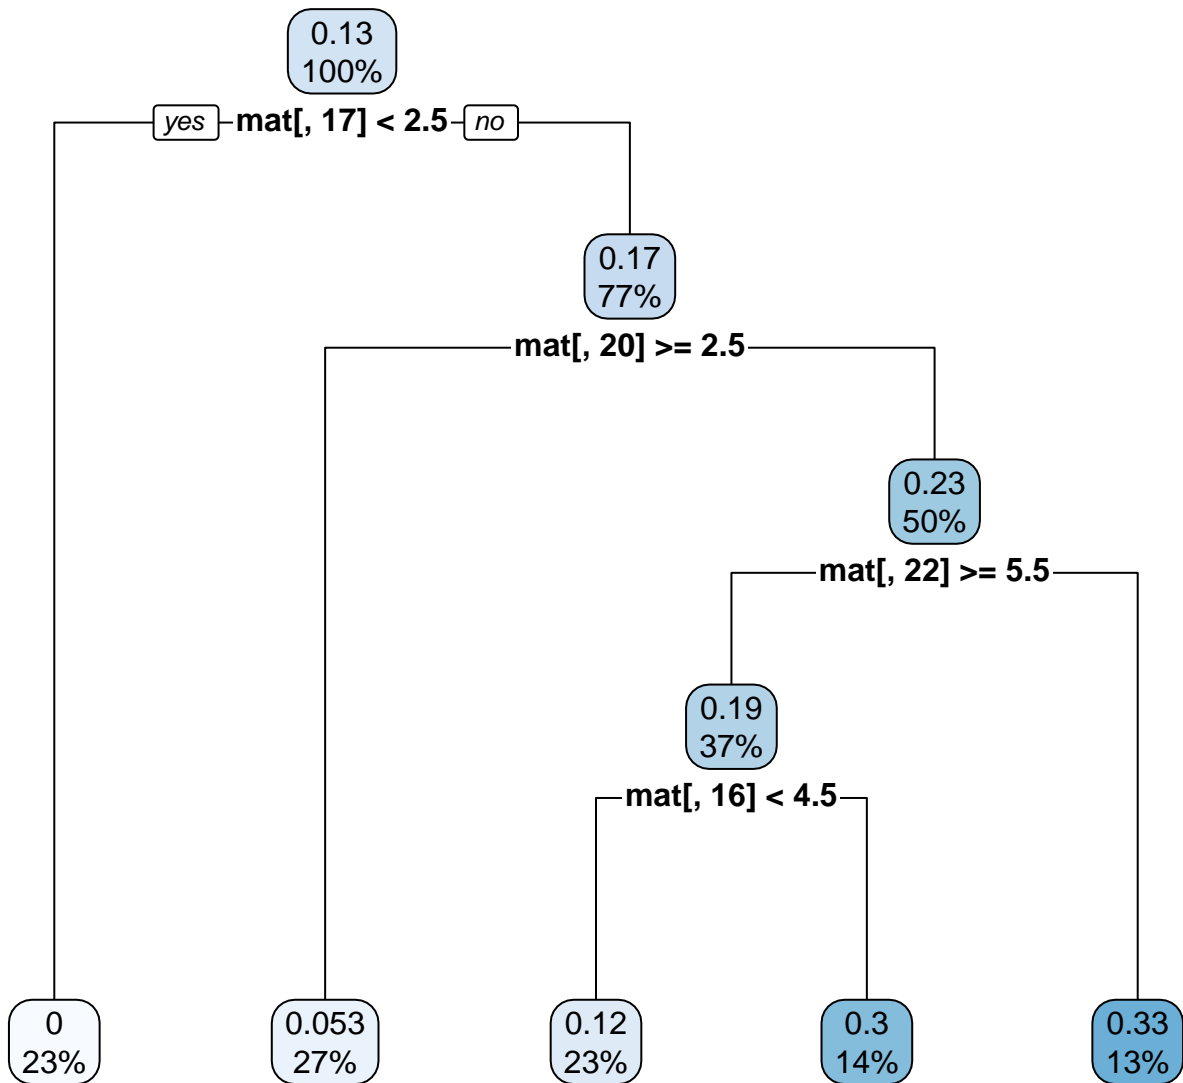 0.13
100%
yes mat[, 17] < 2.5 no
0.17
77%
mat[, 20] >= 2.5
0.23
50%
mat[, 22] >= 5.5
0.19
37%
mat[, 16] < 4.5
0 0.053 0.12 0.3 0.33
23% 27% 23% 14% 13%